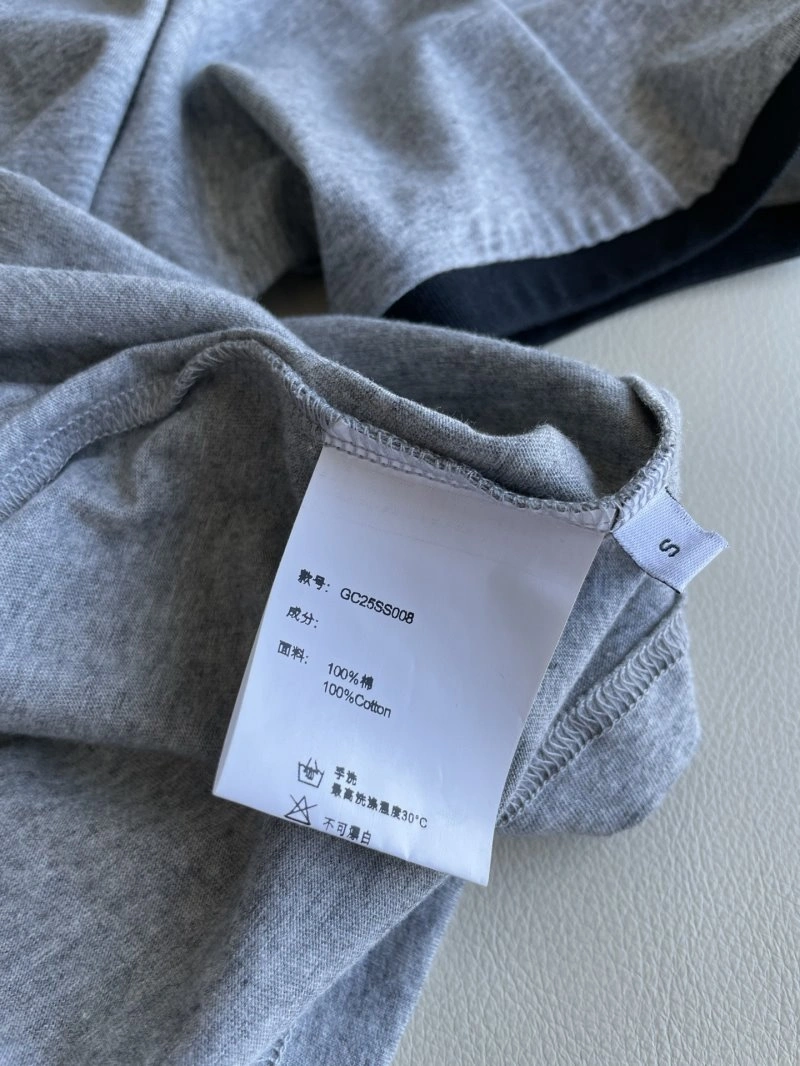 款号: GC25SS008
成分:
面料: 100%棉
100%Cotton
手洗
最高洗涤温度30°C
不可漂白
S